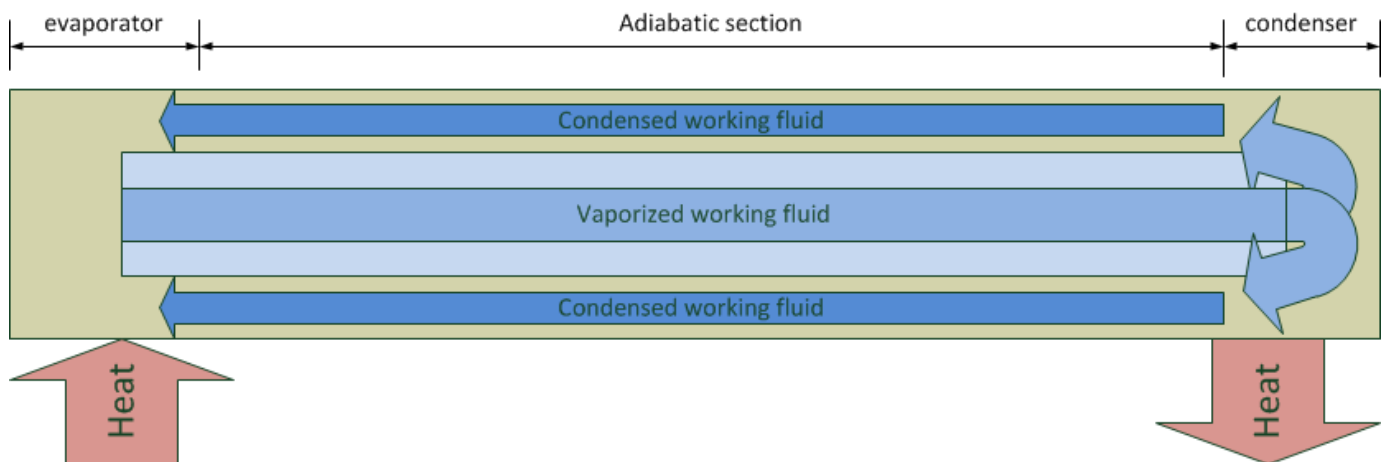 evaporator
Adiabatic section
condenser
Condensed working fluid
Vaporized working fluid
Condensed working fluid
Heat
Heat